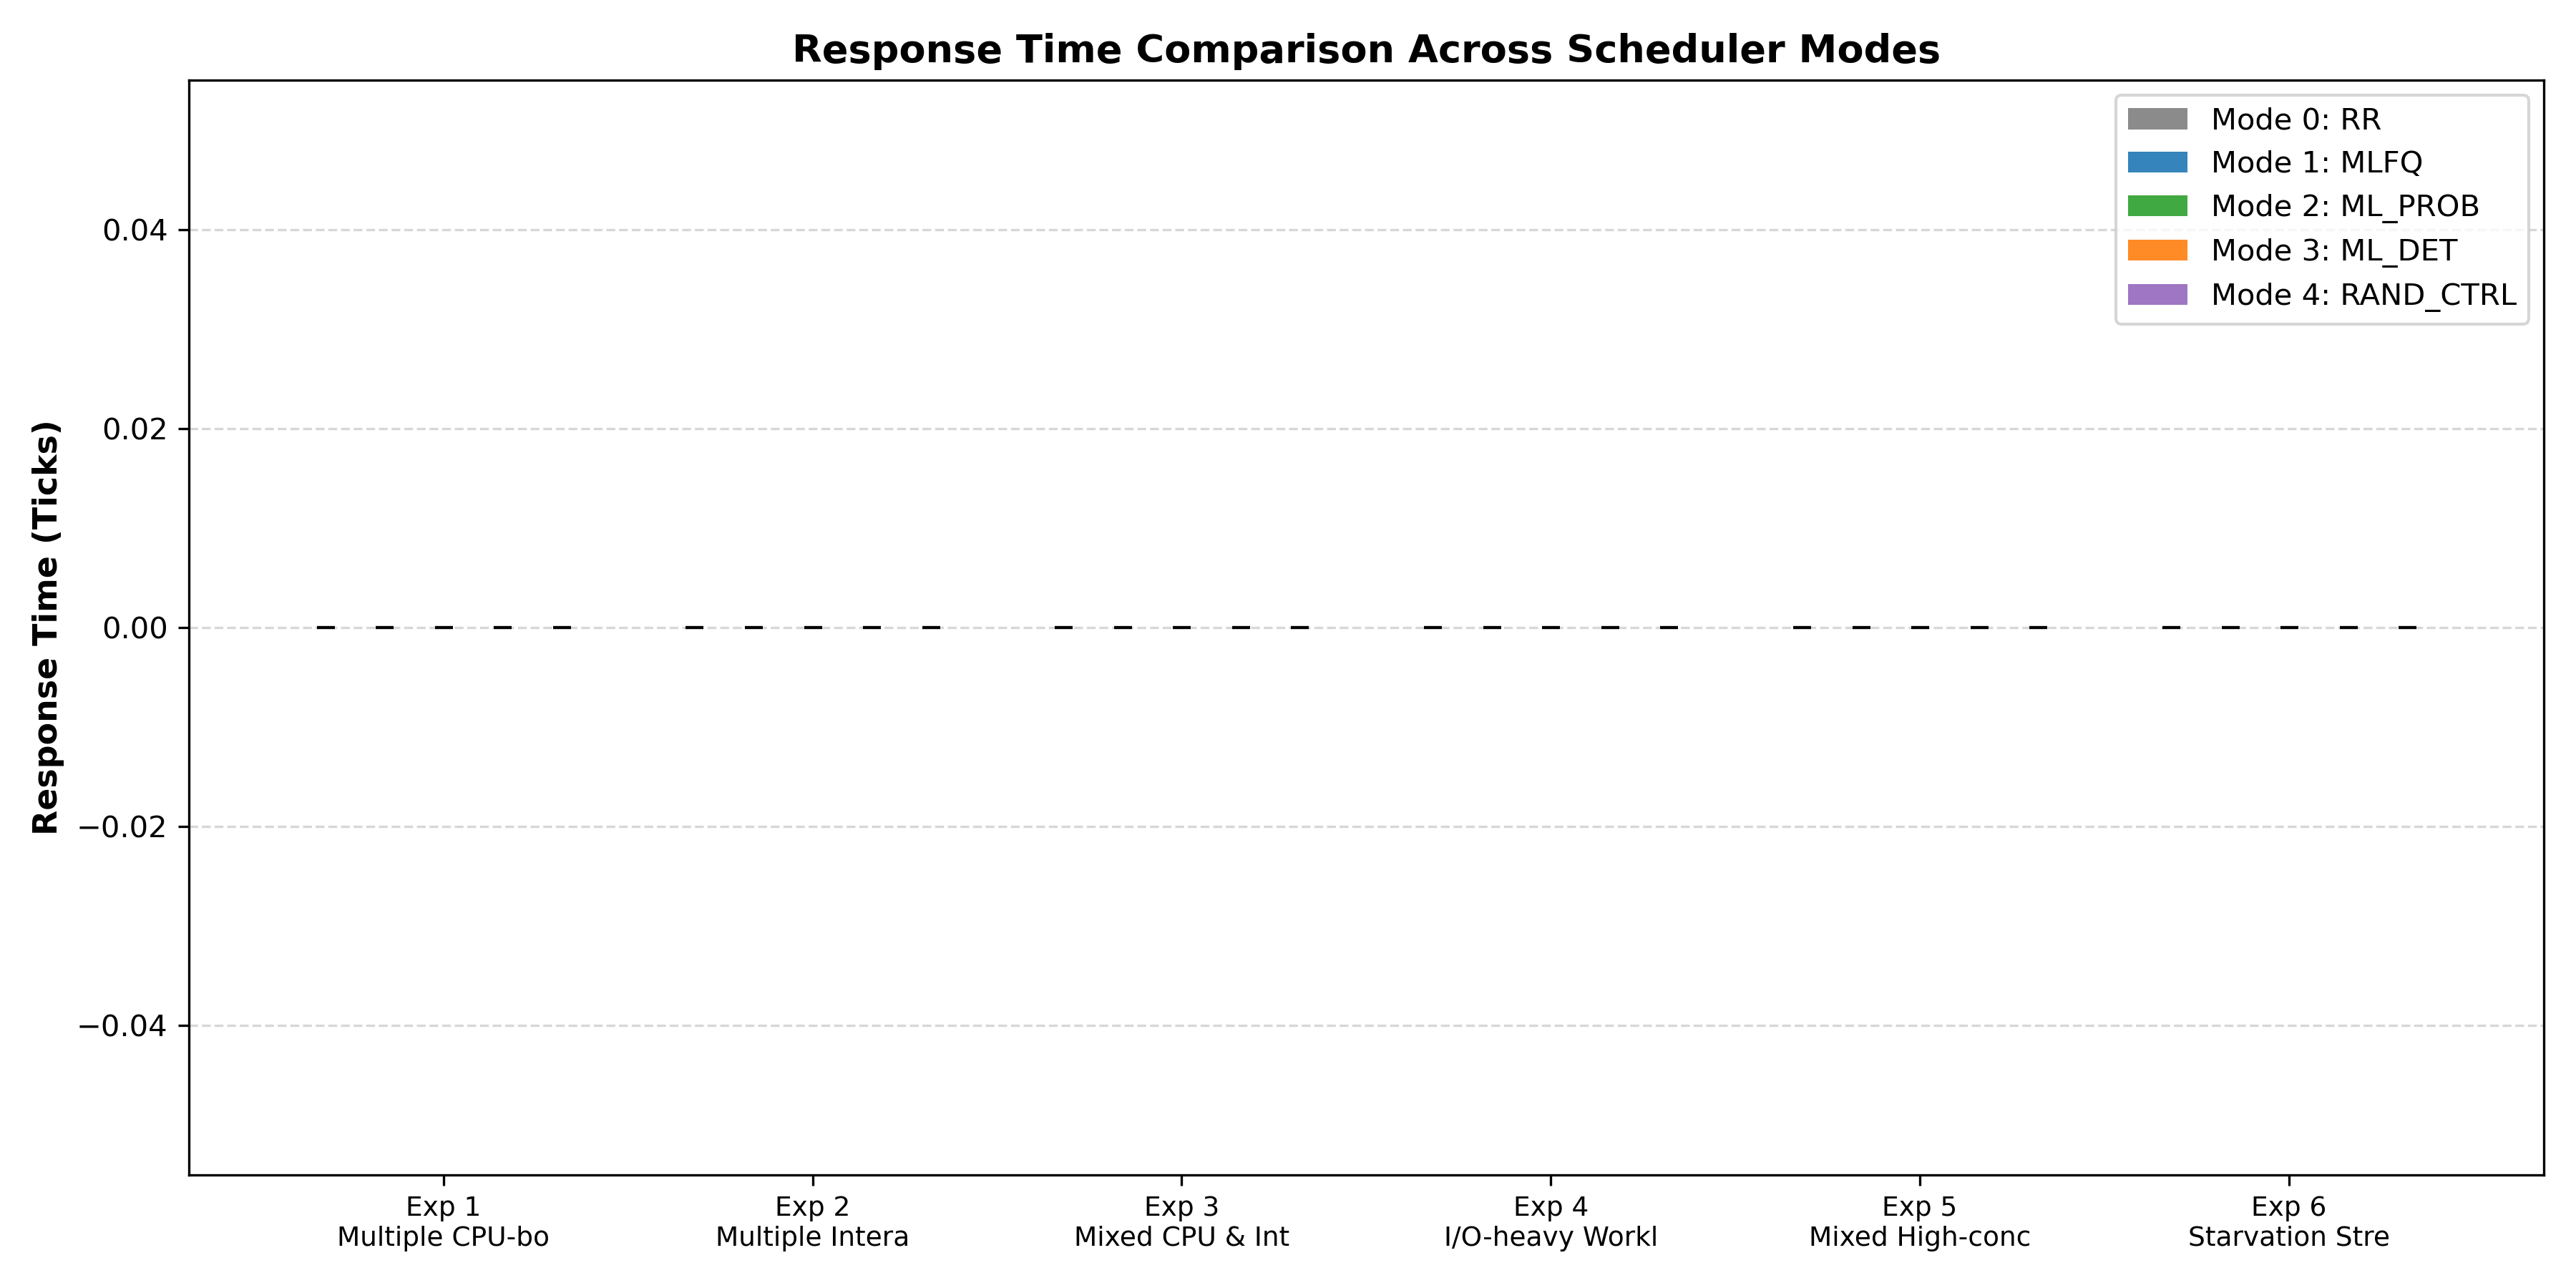 Response Time Comparison Across Scheduler Modes
Mode 0: RR
Mode 1: MLFQ
Mode 2: ML_PROB
Mode 3: ML_DET
Mode 4: RAND_CTRL
Response Time (Ticks)
0.04
0.02
0.00
−0.02
−0.04
Exp 1
Multiple CPU-bo
Exp 2
Multiple Intera
Exp 3
Mixed CPU & Int
Exp 4
I/O-heavy Workl
Exp 5
Mixed High-conc
Exp 6
Starvation Stre